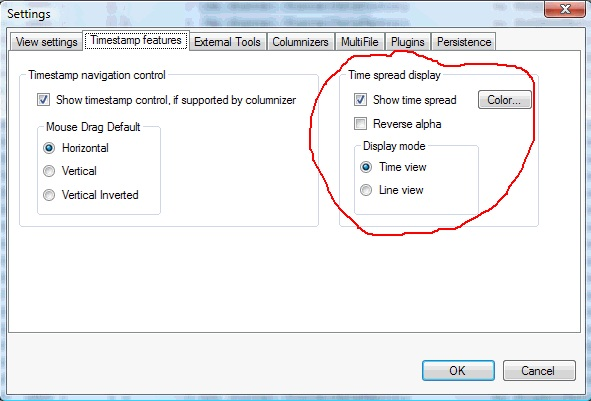 Settings
View settings Timestamp features External Tools Columnizers MultiFile Plugins Persistence
Timestamp navigation control
Show timestamp control, if supported by columnizer
Mouse Drag Default
Horizontal
Vertical
Vertical Inverted
Time spread display
Show time spread Color...
Reverse alpha
Display mode
Time view
Line view
OK Cancel